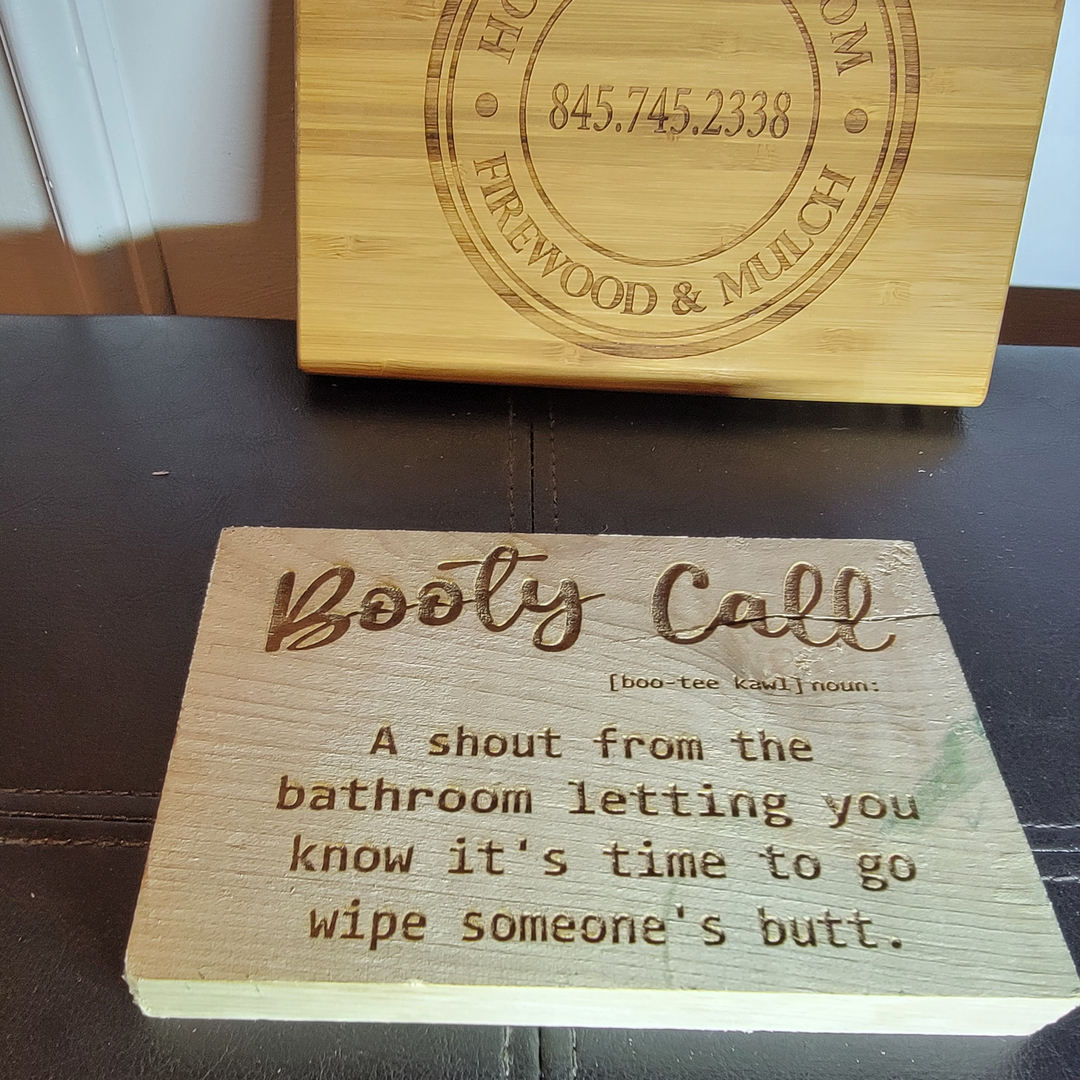 845.745.2338
FIREWOOD & MULCH
Booty Call
[boo-tee kawl] noun:
A shout from the
bathroom letting you
know it's time to go
wipe someone's butt.